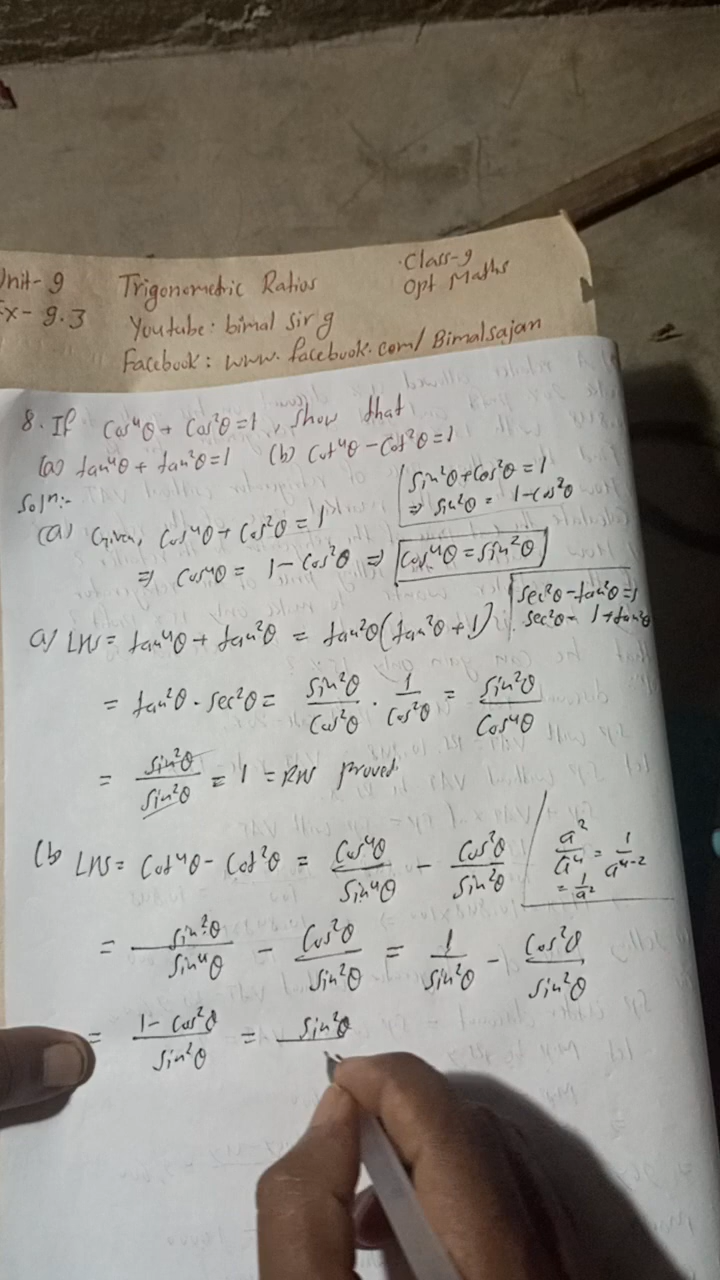 Unit-9 Trigonometric Ratios Class-9
Ex-9.3 Youtube: bimal sir g Opt Maths
Facebook: www.facebook.com/Bimalsajan
8. If Cos⁴θ + Cos²θ = 1, show that
(a) tan⁴θ + tan²θ = 1 (b) Cot⁴θ - Cot²θ = 1
Soln:-
sin²θ + Cos²θ = 1
⇒ sin²θ = 1 - Cos²θ
(a) Given, Cos⁴θ + Cos²θ = 1
⇒ Cos⁴θ = 1 - Cos²θ ⇒ Cos⁴θ = sin²θ
sec²θ - tan²θ = 1
sec²θ = 1 + tan²θ
a) LHS = tan⁴θ + tan²θ = tan²θ (tan²θ + 1)
= tan²θ · sec²θ = sin²θ/Cos²θ · 1/Cos²θ = sin²θ/Cos⁴θ
= sin²θ/sin²θ = 1 = RHS proved
(b) LHS = Cot⁴θ - Cot²θ = Cos⁴θ/Sin⁴θ - Cos²θ/Sin²θ
a²/a⁴ = 1/a⁴⁻²
= 1/a²
= sin²θ/sin⁴θ - Cos²θ/sin²θ = 1/sin²θ - Cos²θ/sin²θ
= 1 - Cos²θ/sin²θ = sin²θ